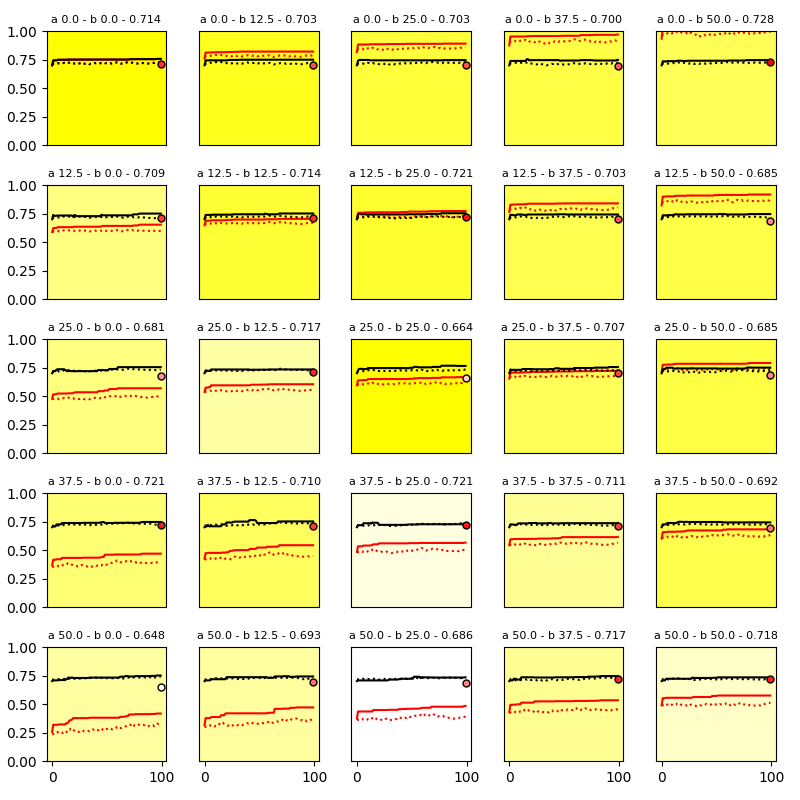 a 0.0 - b 0.0 - 0.714
a 0.0 - b 12.5 - 0.703
a 0.0 - b 25.0 - 0.703
a 0.0 - b 37.5 - 0.700
a 0.0 - b 50.0 - 0.728
1.00
0.75
0.50
0.25
0.00
a 12.5 - b 0.0 - 0.709
a 12.5 - b 12.5 - 0.714
a 12.5 - b 25.0 - 0.721
a 12.5 - b 37.5 - 0.703
a 12.5 - b 50.0 - 0.685
1.00
0.75
0.50
0.25
0.00
a 25.0 - b 0.0 - 0.681
a 25.0 - b 12.5 - 0.717
a 25.0 - b 25.0 - 0.664
a 25.0 - b 37.5 - 0.707
a 25.0 - b 50.0 - 0.685
1.00
0.75
0.50
0.25
0.00
a 37.5 - b 0.0 - 0.721
a 37.5 - b 12.5 - 0.710
a 37.5 - b 25.0 - 0.721
a 37.5 - b 37.5 - 0.711
a 37.5 - b 50.0 - 0.692
1.00
0.75
0.50
0.25
0.00
a 50.0 - b 0.0 - 0.648
a 50.0 - b 12.5 - 0.693
a 50.0 - b 25.0 - 0.686
a 50.0 - b 37.5 - 0.717
a 50.0 - b 50.0 - 0.718
1.00
0.75
0.50
0.25
0.00
0 100
0 100
0 100
0 100
0 100